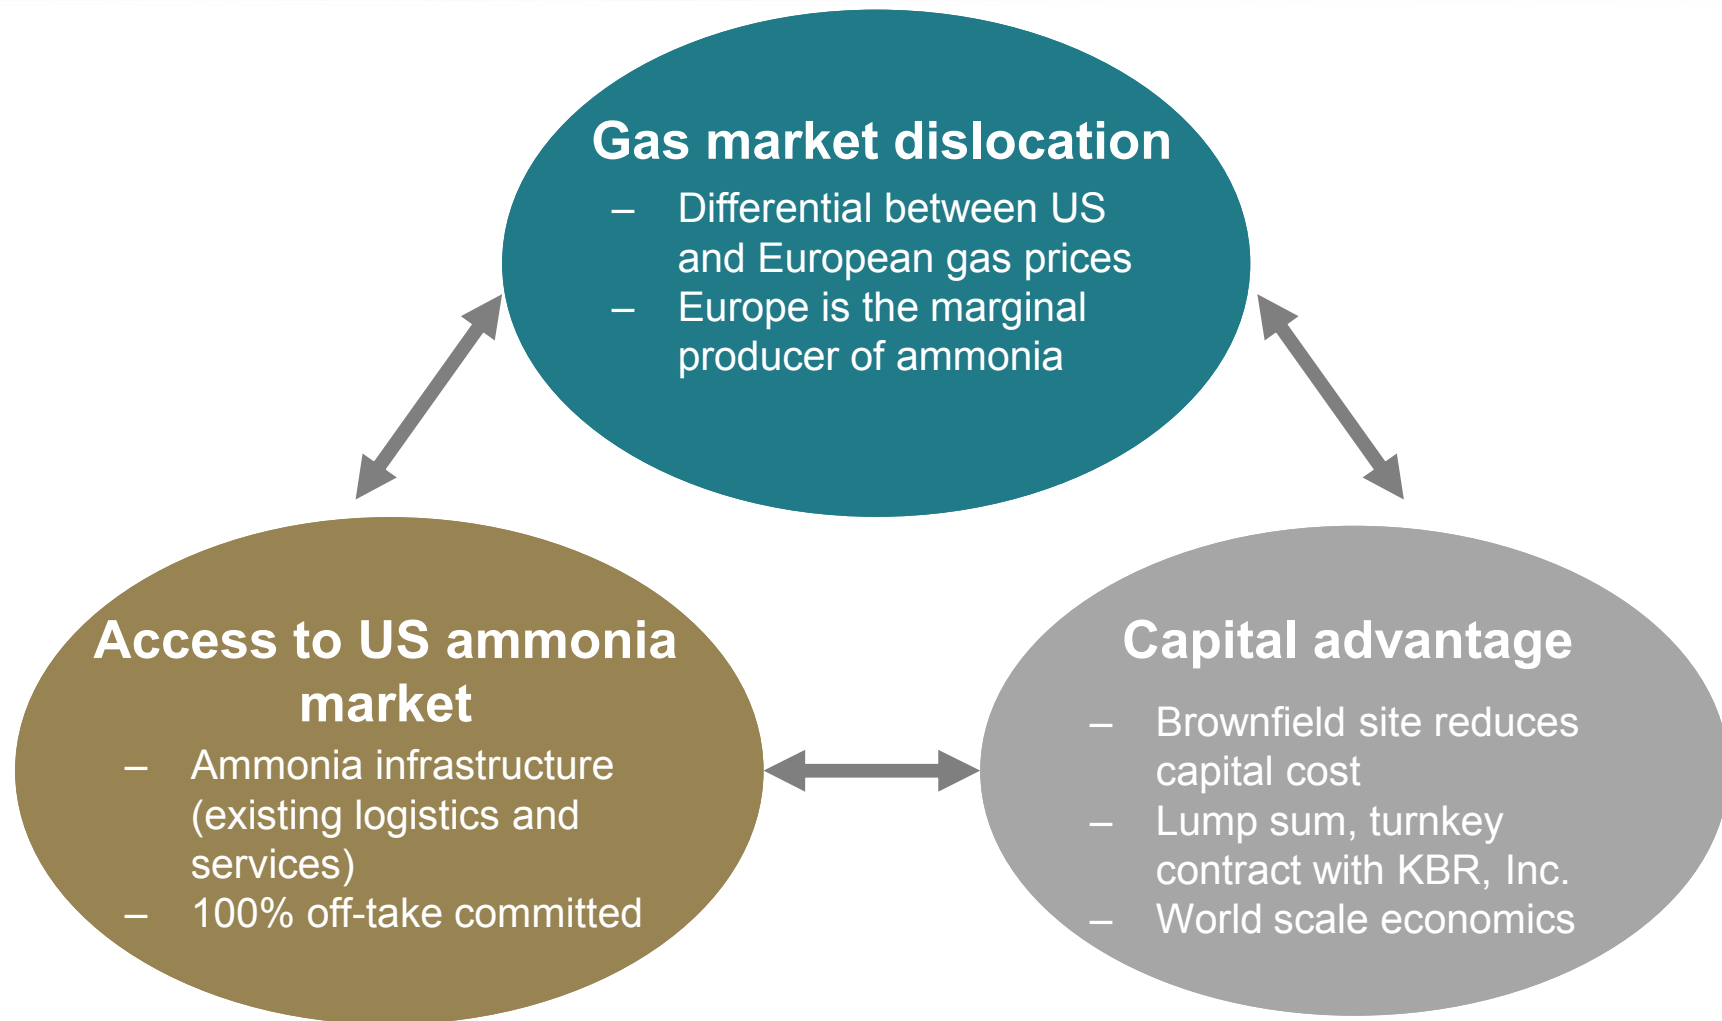 Gas market dislocation
– Differential between US
and European gas prices
– Europe is the marginal
producer of ammonia
Access to US ammonia
market
– Ammonia infrastructure
(existing logistics and
services)
– 100% off-take committed
Capital advantage
– Brownfield site reduces
capital cost
– Lump sum, turnkey
contract with KBR, Inc.
– World scale economics